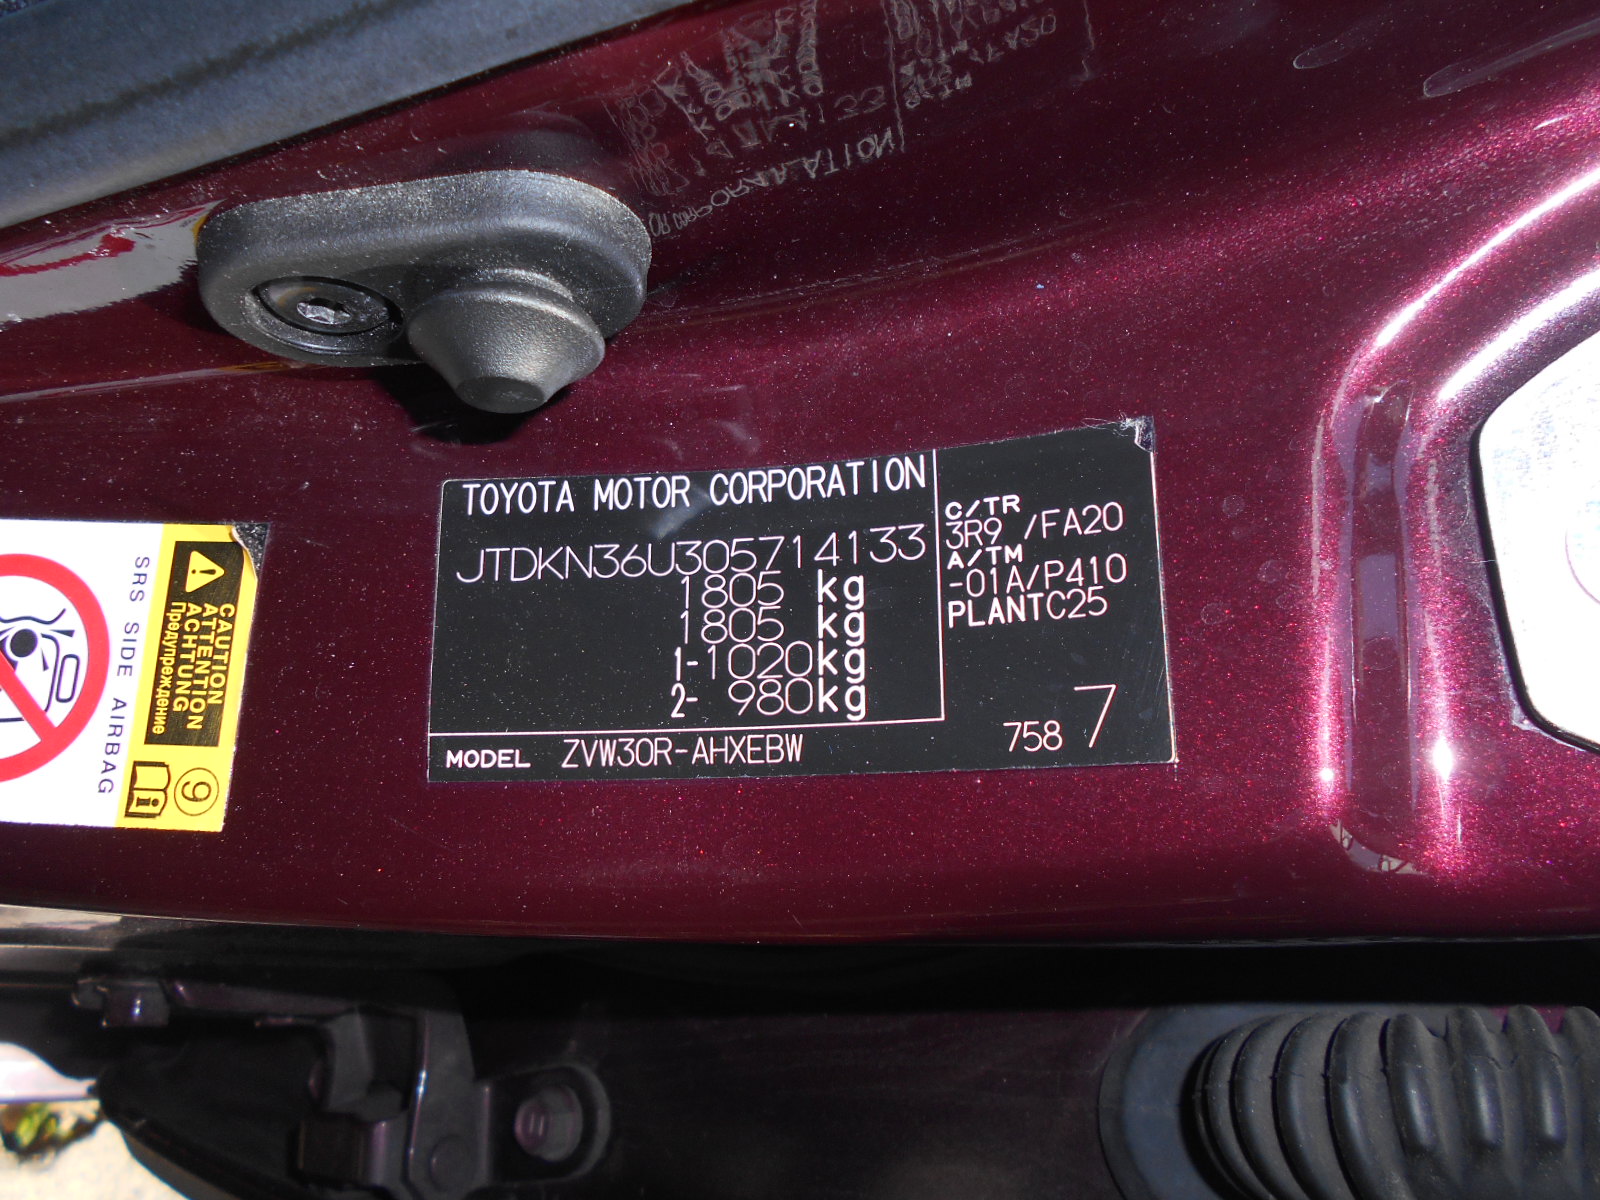 TOYOTA MOTOR CORPORATION
JTDKN36U305714133
1805 kg
1805 kg
1-1020kg
2- 980kg
C/TR
3R9 /FA20
A/TM
-01A/P410
PLANTC25
758 7
MODEL ZVW30R-AHXEBW
SRS SIDE AIRBAG
CAUTION
ATTENTION
ACHTUNG
Предупреждение
9
i